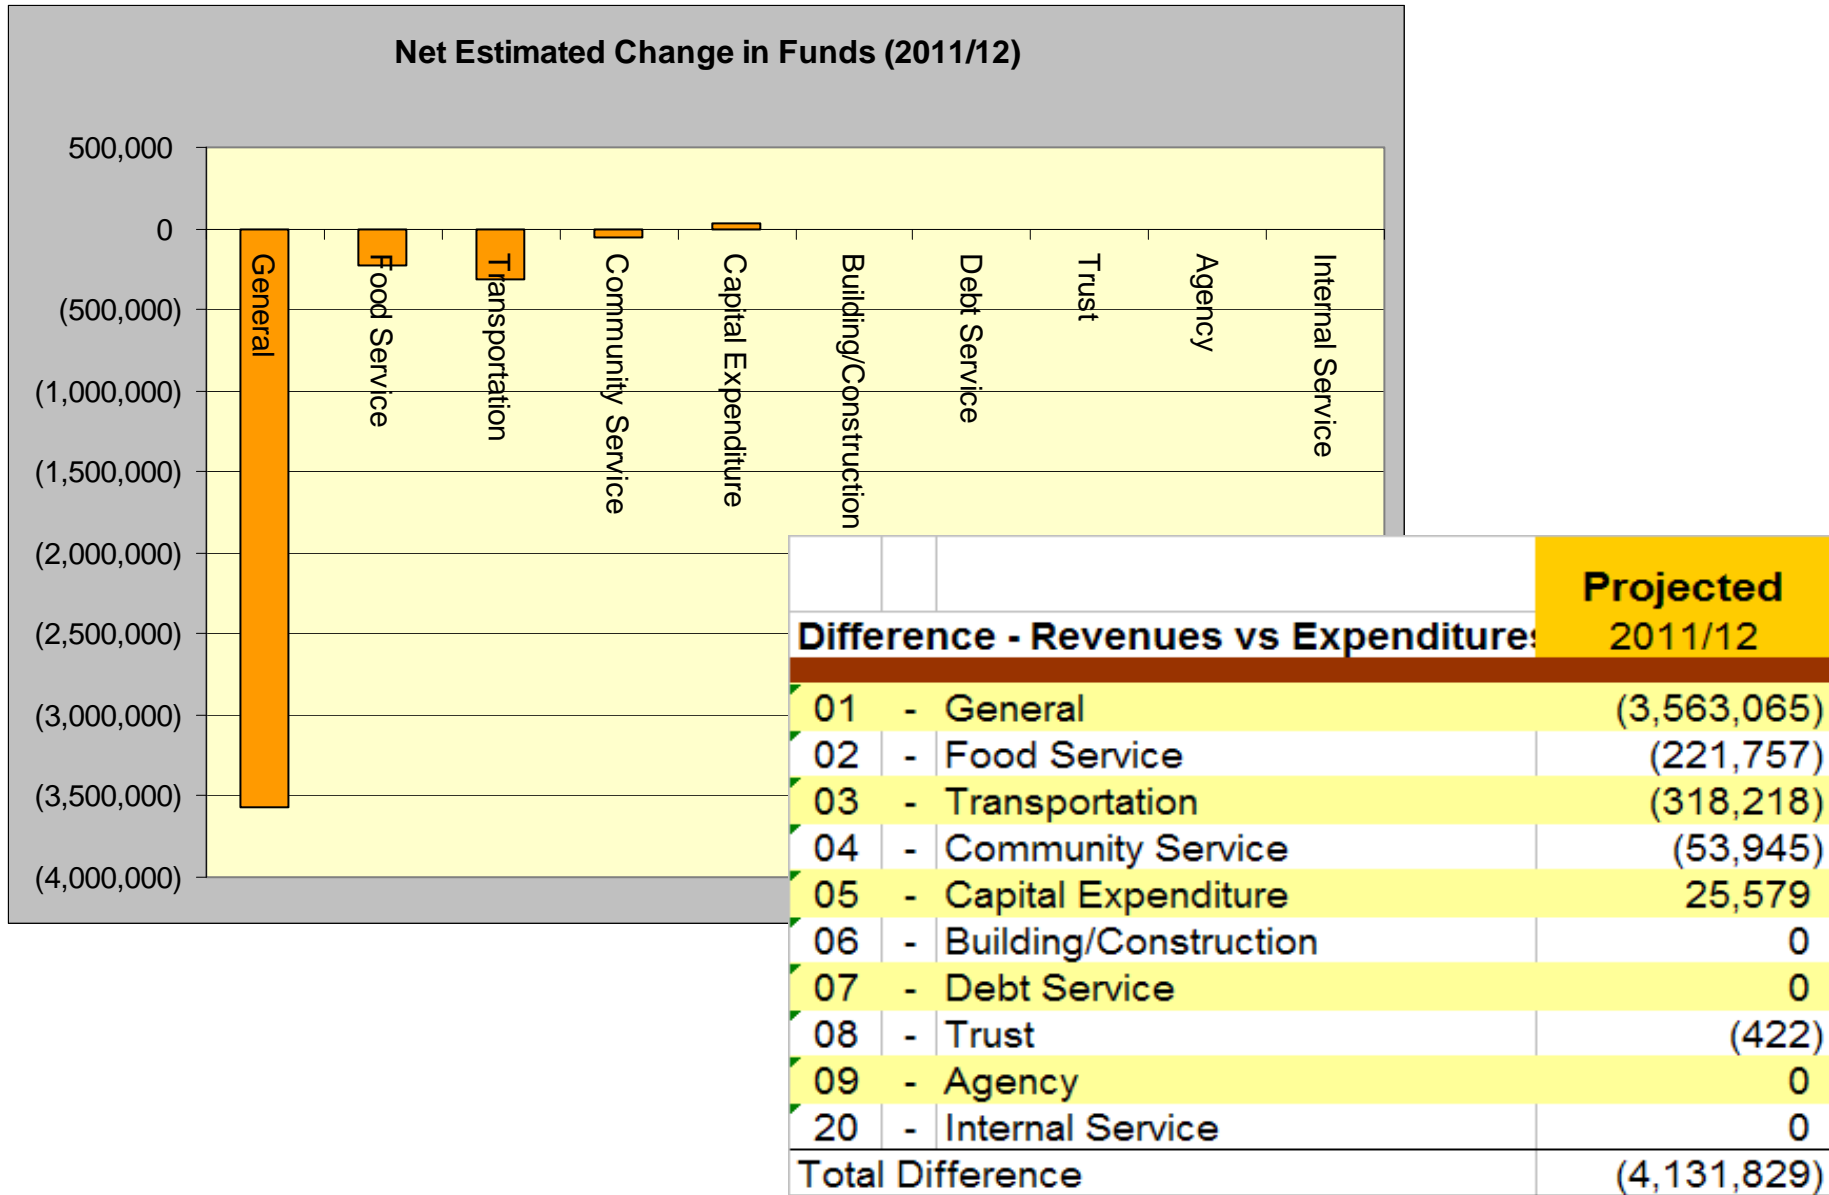 Net Estimated Change in Funds (2011/12)
500,000
0
(500,000)
(1,000,000)
(1,500,000)
(2,000,000)
(2,500,000)
(3,000,000)
(3,500,000)
(4,000,000)
General
Food Service
Transportation
Community Service
Capital Expenditure
Building/Construction
Debt Service
Trust
Agency
Internal Service
Projected
Difference - Revenues vs Expenditures 2011/12
01 - General (3,563,065)
02 - Food Service (221,757)
03 - Transportation (318,218)
04 - Community Service (53,945)
05 - Capital Expenditure 25,579
06 - Building/Construction 0
07 - Debt Service 0
08 - Trust (422)
09 - Agency 0
20 - Internal Service 0
Total Difference (4,131,829)